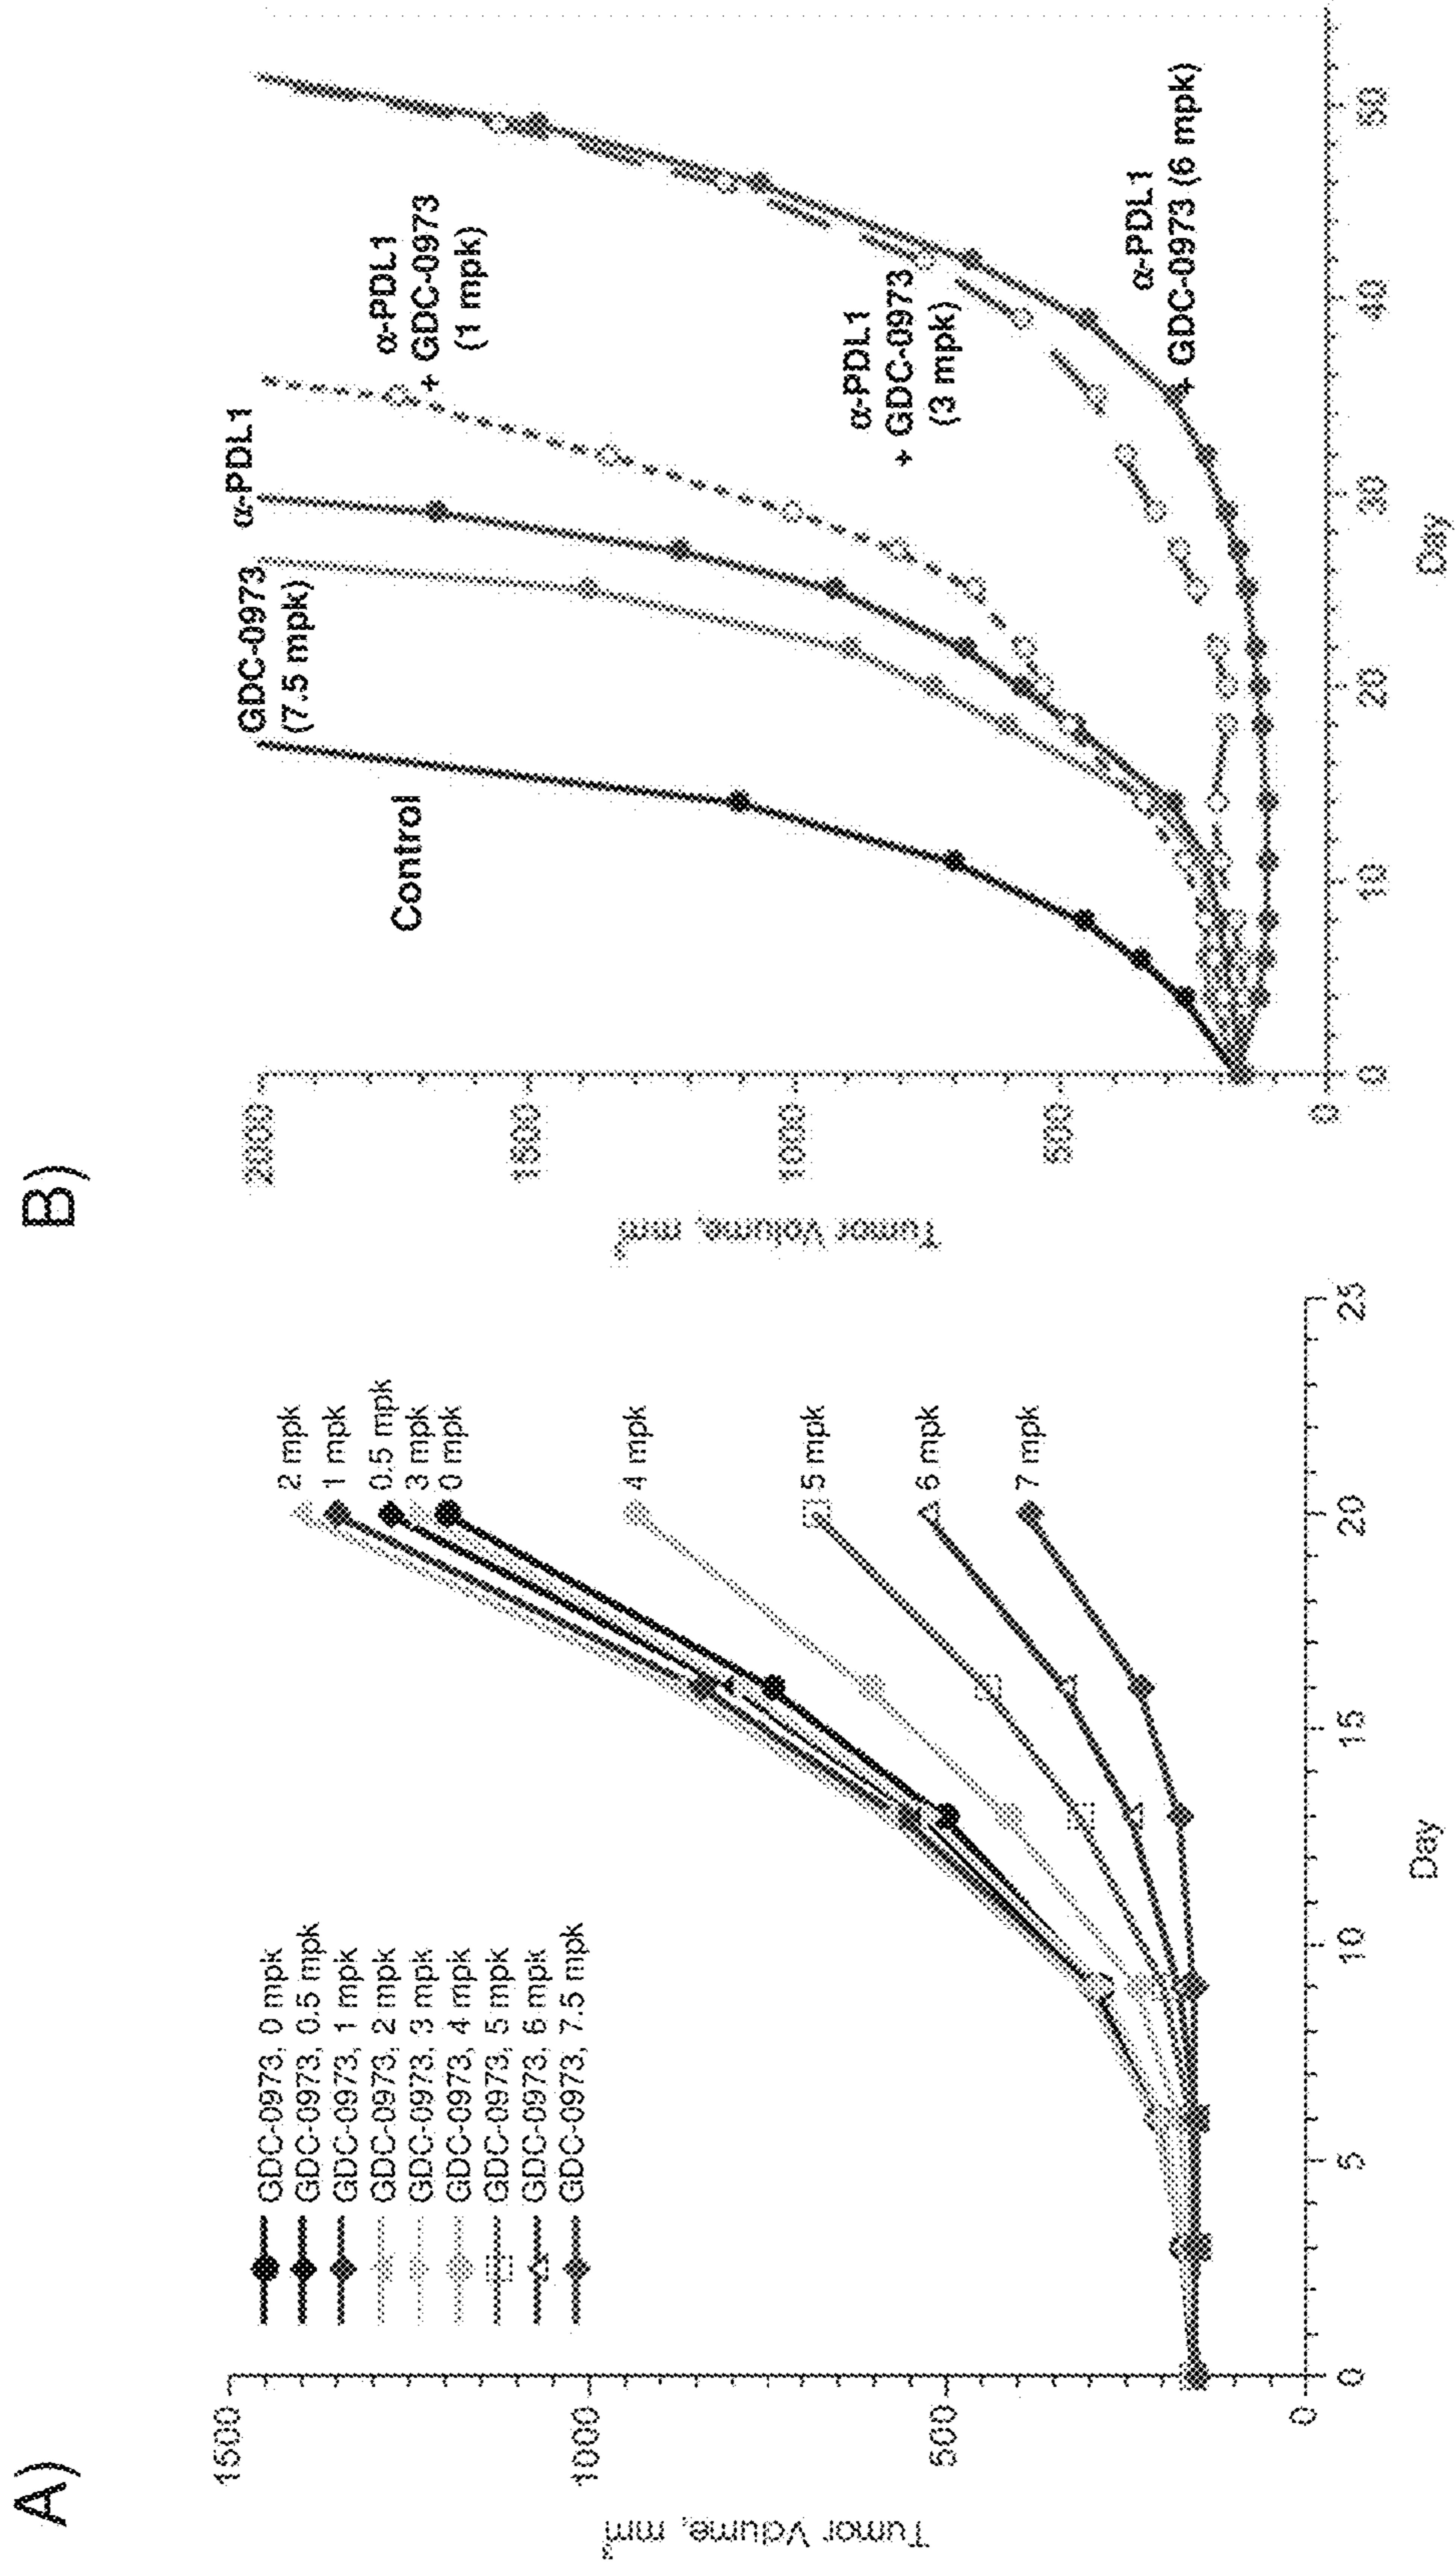 A)
1500
1000
500
0
Tumor Volume, mm³
GDC-0973, 0 mpk
GDC-0973, 0.5 mpk
GDC-0973, 1 mpk
GDC-0973, 2 mpk
GDC-0973, 3 mpk
GDC-0973, 4 mpk
GDC-0973, 5 mpk
GDC-0973, 6 mpk
GDC-0973, 7.5 mpk
2 mpk
1 mpk
0.5 mpk
3 mpk
0 mpk
4 mpk
5 mpk
6 mpk
7 mpk
0
5
10
15
20
25
Day
B)
2000
1500
1000
500
0
Tumor Volume, mm³
Control
GDC-0973
(7.5 mpk)
α-PDL1
α-PDL1
+ GDC-0973
(1 mpk)
α-PDL1
+ GDC-0973
(3 mpk)
α-PDL1
+ GDC-0973 (6 mpk)
0
10
20
30
40
50
Day